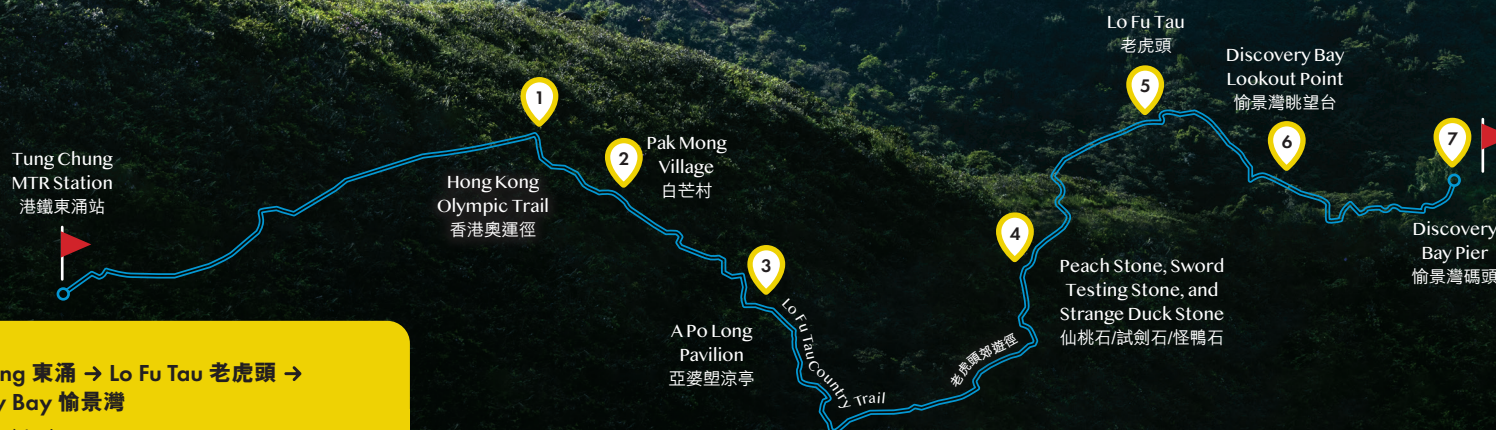 Tung Chung
MTR Station
港鐵東涌站
1
Hong Kong
Olympic Trail
香港奧運徑
2
Pak Mong
Village
白芒村
3
A Po Long
Pavilion
亞婆塱涼亭
Lo Fu Tau Country Trail
老虎頭郊遊徑
4
Peach Stone, Sword
Testing Stone, and
Strange Duck Stone
仙桃石/試劍石/怪鴨石
5
Lo Fu Tau
老虎頭
6
Discovery Bay
Lookout Point
愉景灣眺望台
7
Discovery
Bay Pier
愉景灣碼頭
ng 東涌 → Lo Fu Tau 老虎頭 →
y Bay 愉景灣